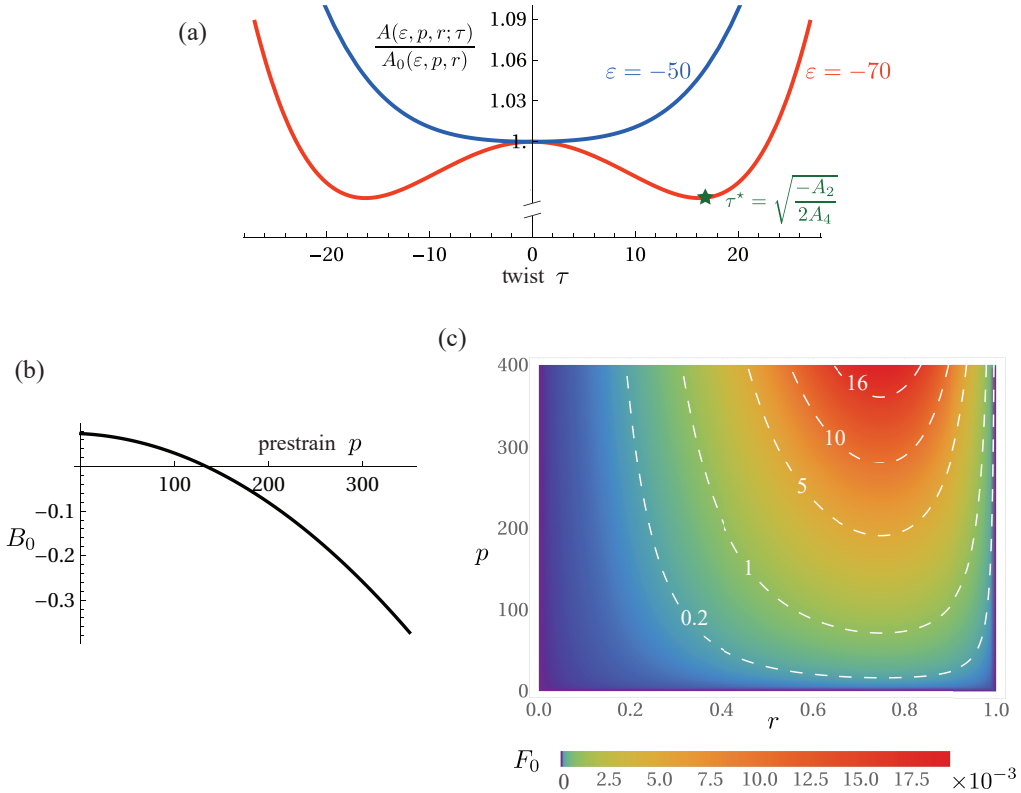 (a)
A(ε, p, r; τ)
A₀(ε, p, r)
1.09
1.06
1.03
1.
ε = −50
ε = −70
τ⋆ = √(−A₂ / 2A₄)
−20 −10 0 10 20
twist τ
(b)
prestrain p
100 200 300
−0.1
B₀
−0.2
−0.3
(c)
400
300
200
100
0
p
16
10
5
1
0.2
0.0 0.2 0.4 0.6 0.8 1.0
r
F₀
0 2.5 5.0 7.5 10.0 12.5 15.0 17.5 ×10⁻³